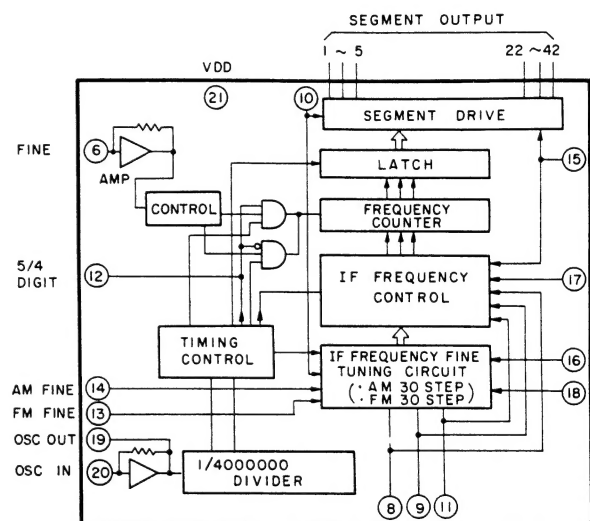 SEGMENT OUTPUT
1 ~ 5
22 ~ 42
VDD
21
10
SEGMENT DRIVE
FINE
6
AMP
LATCH
15
CONTROL
FREQUENCY
COUNTER
5/4
DIGIT
12
IF FREQUENCY
CONTROL
17
TIMING
CONTROL
IF FREQUENCY FINE
TUNING CIRCUIT
(· AM 30 STEP
· FM 30 STEP)
16
18
AM FINE
14
FM FINE
13
OSC OUT
19
OSC IN
20
1/4000000
DIVIDER
8
9
11